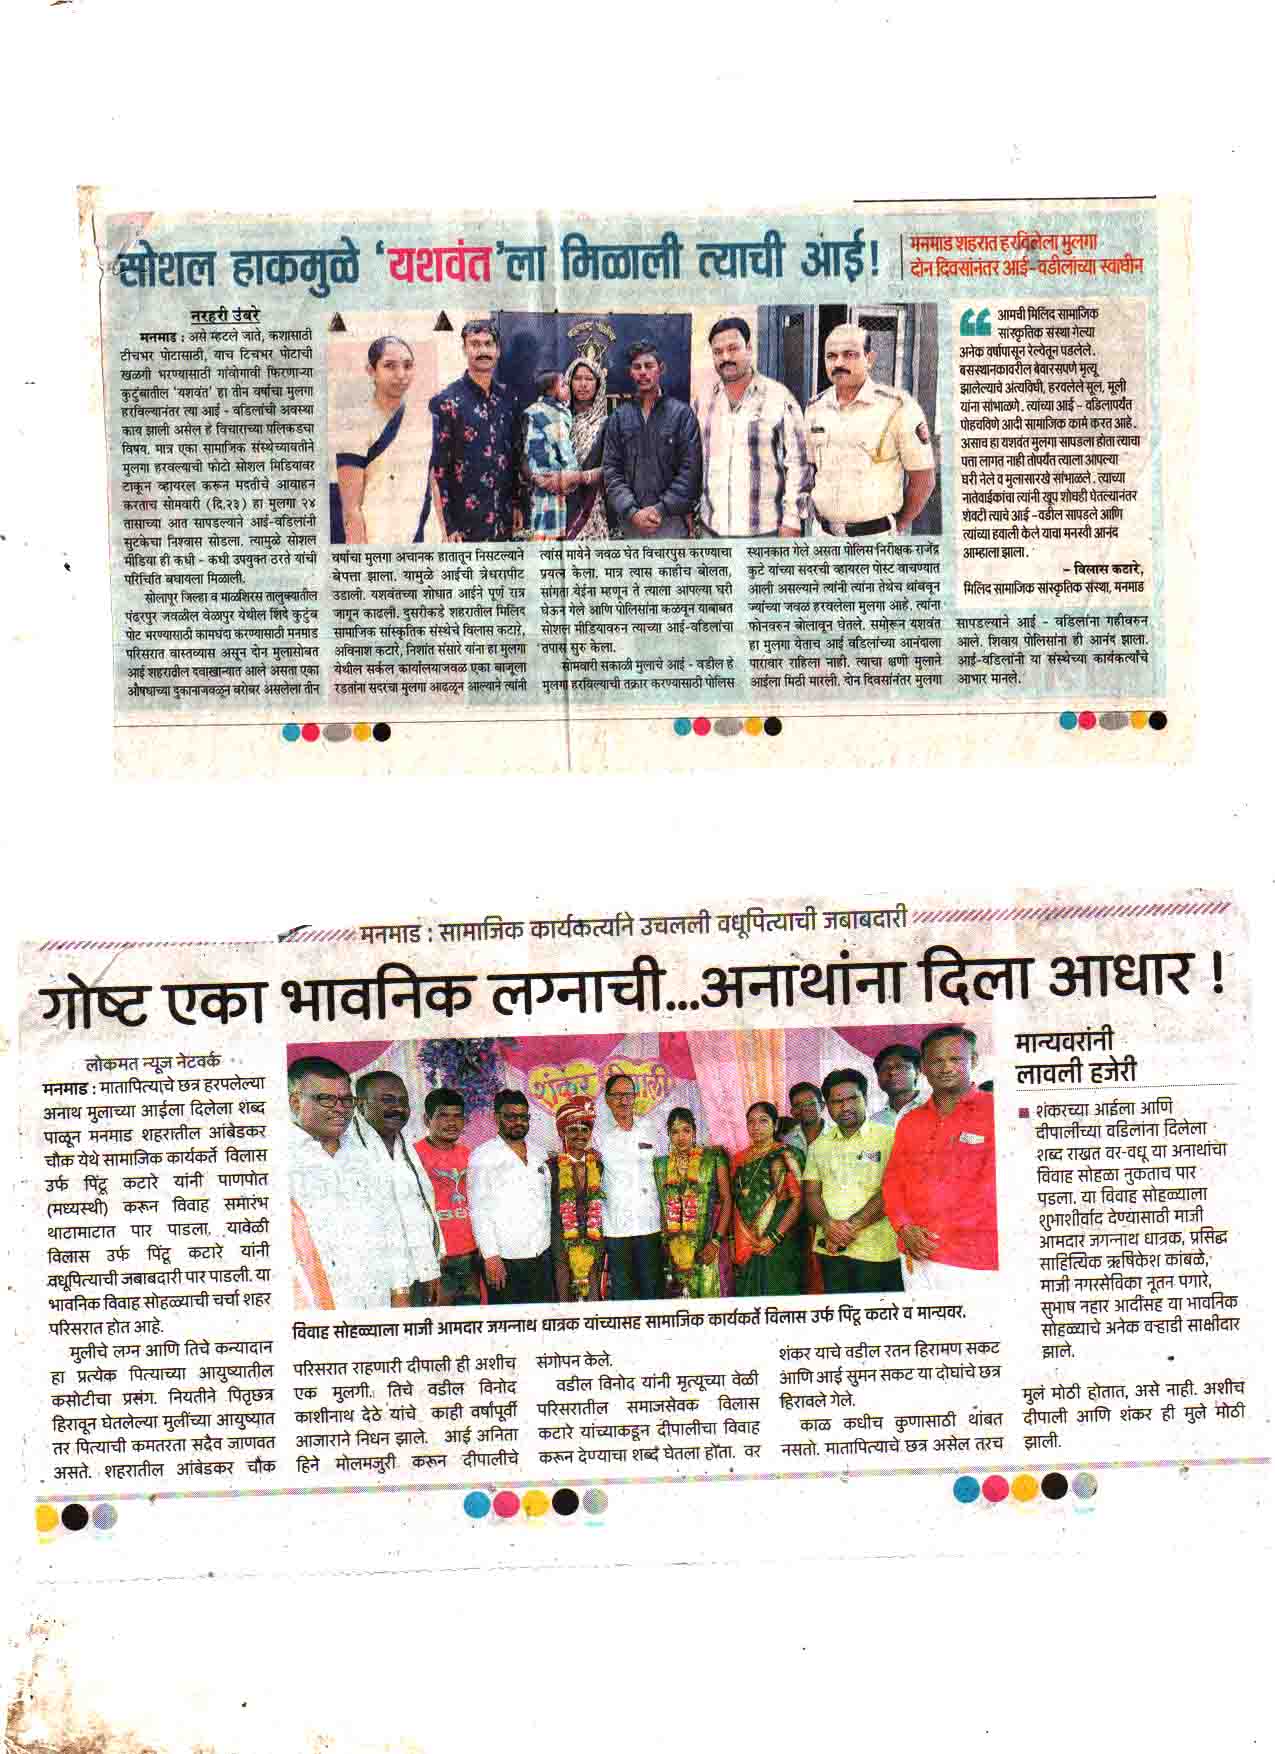 सोशल हाकमुळे 'यशवंत'ला मिळाली त्याची आई!
मनमाड शहरात हरविलेला मुलगा
दोन दिवसांनंतर आई-वडीलांच्या स्वाधीन
नरहरी उंबरे
मनमाड : असे म्हटले जाते, कशासाठी
टीचभर पोटासाठी, याच टिचभर पोटाची
खळगी भरण्यासाठी गांवोगावी फिरणाऱ्या
कुटुंबातील 'यशवंत' हा तीन वर्षाचा मुलगा
हरविल्यानंतर त्या आई - वडिलांची अवस्था
काय झाली असेल हे विचाराच्या पलिकडचा
विषय. मात्र एका सामाजिक संस्थेच्यावतीने
मुलगा हरवल्याची फोटो सोशल मिडियावर
टाकून व्हायरल करून मदतीचे आवाहन
करताच सोमवारी (दि.२३) हा मुलगा २४
तासाच्या आत सापडल्याने आई-वडिलांनी
सुटकेचा निश्वास सोडला. त्यामुळे सोशल
मीडिया ही कधी - कधी उपयुक्त ठरते यांची
परिचिति बघायला मिळाली.
सोलापूर जिल्हा व माळशिरस तालुक्यातील
पंढरपुर जवळील वेळापुर येथील शिंदे कुटुंब
पोट भरण्यासाठी कामधंदा करण्यासाठी मनमाड
परिसरात वास्तव्यास असून दोन मुलासोबत
आई शहरातील दवाखान्यात आले असता एका
औषधाच्या दुकानाजवळून बरोबर असलेला तीन
वर्षाचा मुलगा अचानक हातातून निसटल्याने
बेपत्ता झाला. यामुळे आईची त्रेधारपीट
उडाली. यशवंतच्या शोधात आईने पूर्ण रात्र
जागून काढली. दुसरीकडे शहरातील मिलिंद
सामाजिक सांस्कृतिक संस्थेचे विलास कटारे,
अविनाश कटारे, निशांत संसारे यांना हा मुलगा
येथील सर्कल कार्यालयाजवळ एका बाजूला
रडतांना सदरचा मुलगा आढळून आल्याने त्यांनी
त्यांस मायेने जवळ घेत विचारपुस करण्याचा
प्रयत्न केला. मात्र त्यास काहीच बोलता,
सांगता येईना म्हणून ते त्याला आपल्या घरी
घेऊन गेले आणि पोलिसांना कळवून याबाबत
सोशल मीडियावरुन त्याच्या आई-वडिलांचा
तपास सुरु केला.
सोमवारी सकाळी मुलाचे आई - वडील हे
मुलगा हरविल्याची तक्रार करण्यासाठी पोलिस
स्थानकात गेले असता पोलिस निरीक्षक राजेंद्र
कुटे यांच्या सदरची व्हायरल पोस्ट वाचण्यात
आली असल्याने त्यांनी त्यांना तेथेच थांबवून
ज्यांच्या जवळ हरवलेला मुलगा आहे, त्यांना
फोनवरुन बोलावून घेतले. समोरून यशवंत
हा मुलगा येताच आई वडिलांच्या आनंदाला
पारावार राहिला नाही. त्याचा क्षणी मुलाने
आईला मिठी मारली. दोन दिवसांनंतर मुलगा
सापडल्याने आई - वडिलांना गहीवरुन
आले. शिवाय पोलिसांना ही आनंद झाला.
आई-वडिलांनी या संस्थेच्या कार्यकर्त्यांचे
आभार मानले.
आमची मिलिंद सामाजिक
सांस्कृतिक संस्था गेल्या
अनेक वर्षांपासून रेल्वेतून पडलेले.
बसस्थानकावरील बेवारसपणे मृत्यू
झालेल्याचे अंत्यविधी, हरवलेले मूल, मूली
यांना सांभाळणे. त्यांच्या आई - वडिलापर्यंत
पोहचविणे आदी सामाजिक कामे करत आहे.
असाच हा यशवंत मुलगा सापडला होता त्याचा
पत्ता लागत नाही तोपर्यंत त्याला आपल्या
घरी नेले व मुलासारखे सांभाळले. त्याच्या
नातेवाईकांचा त्यांनी खूप शोधही घेतल्यानंतर
शेवटी त्याचे आई -वडील सापडले आणि
त्यांच्या हवाली केले याचा मनस्वी आनंद
आम्हाला झाला.
– विलास कटारे,
मिलिंद सामाजिक सांस्कृतिक संस्था, मनमाड
मनमाड : सामाजिक कार्यकर्त्याने उचलली वधूपित्याची जबाबदारी
गोष्ट एका भावनिक लग्नाची...अनाथांना दिला आधार !
लोकमत न्यूज नेटवर्क
मनमाड : मातापित्याचे छत्र हरपलेल्या
अनाथ मुलाच्या आईला दिलेला शब्द
पाळून मनमाड शहरातील आंबेडकर
चौक येथे सामाजिक कार्यकर्ते विलास
उर्फ पिंटू कटारे यांनी पाणपोत
(मध्यस्थी) करून विवाह समारंभ
थाटामाटात पार पाडला. यावेळी
विलास उर्फ पिंटू कटारे यांनी
वधूपित्याची जबाबदारी पार पाडली. या
भावनिक विवाह सोहळ्याची चर्चा शहर
परिसरात होत आहे.
मुलीचे लग्न आणि तिचे कन्यादान
हा प्रत्येक पित्याच्या आयुष्यातील
कसोटीचा प्रसंग. नियतीने पितृछत्र
हिरावून घेतलेल्या मुलींच्या आयुष्यात
तर पित्याची कमतरता सदैव जाणवत
असते. शहरातील आंबेडकर चौक
शंकर दिपाली
विवाह सोहळ्याला माजी आमदार जगन्नाथ धात्रक यांच्यासह सामाजिक कार्यकर्ते विलास उर्फ पिंटू कटारे व मान्यवर.
परिसरात राहणारी दीपाली ही अशीच
एक मुलगी. तिचे वडील विनोद
काशीनाथ देठे यांचे काही वर्षांपूर्वी
आजाराने निधन झाले. आई अनिता
हिने मोलमजुरी करून दीपालीचे
संगोपन केले.
वडील विनोद यांनी मृत्यूच्या वेळी
परिसरातील समाजसेवक विलास
कटारे यांच्याकडून दीपालीचा विवाह
करून देण्याचा शब्द घेतला होता. वर
शंकर याचे वडील रतन हिरामण सकट
आणि आई सुमन सकट या दोघांचे छत्र
हिरावले गेले.
काळ कधीच कुणासाठी थांबत
नसतो. मातापित्याचे छत्र असेल तरच
मुलं मोठी होतात, असे नाही. अशीच
दीपाली आणि शंकर ही मुले मोठी
झाली.
मान्यवरांनी
लावली हजेरी
शंकरच्या आईला आणि
दीपालीच्या वडिलांना दिलेला
शब्द राखत वर-वधू या अनाथांचा
विवाह सोहळा नुकताच पार
पडला. या विवाह सोहळ्याला
शुभाशीर्वाद देण्यासाठी माजी
आमदार जगन्नाथ धात्रक, प्रसिद्ध
साहित्यिक ऋषिकेश कांबळे,
माजी नगरसेविका नूतन पगारे,
सुभाष नहार आदींसह या भावनिक
सोहळ्याचे अनेक वऱ्हाडी साक्षीदार
झाले.